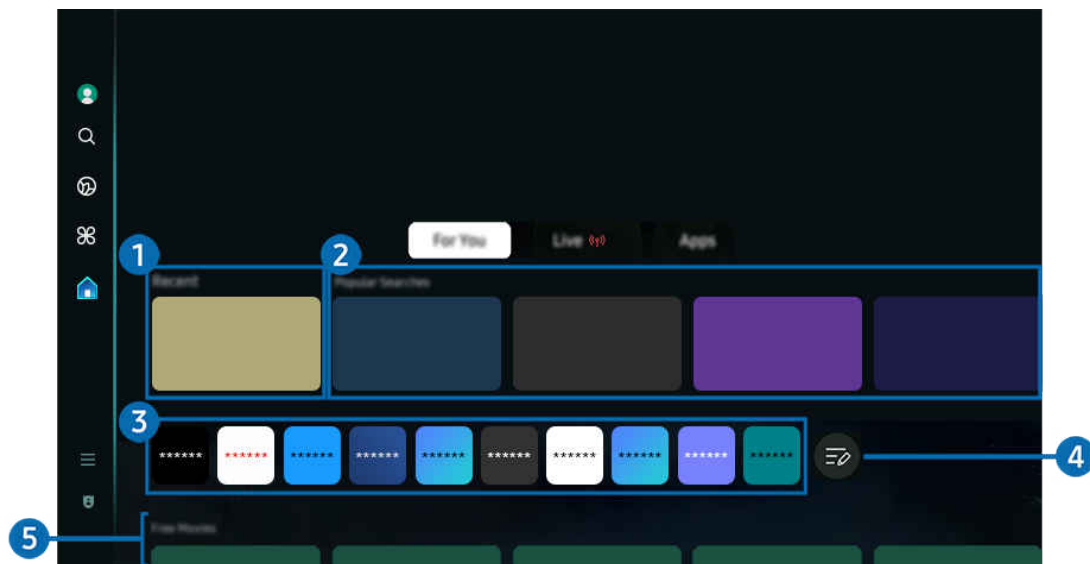 For You Live Apps
1 2
Recent Popular Searches
3
****** ****** ****** ****** ****** ****** ****** ****** ****** ******
4
5
Free Movies